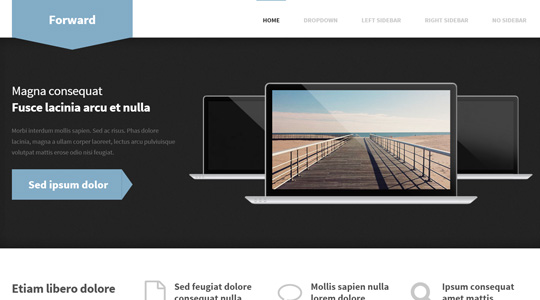 Forward
HOME DROPDOWN LEFT SIDEBAR RIGHT SIDEBAR NO SIDEBAR
Magna consequat
Fusce lacinia arcu et nulla
Morbi interdum mollis sapien. Sed ac risus. Phas dolore
lacinia, magna a ullam corper laoreet, lectus arcu pulvinuisce
volutpat mattis erose odio nisi feugiat.
Sed ipsum dolor
Etiam libero dolore
Sed feugiat dolore
consequat nulla
Mollis sapien nulla
lorem dolore
Ipsum consequat
amet mattis